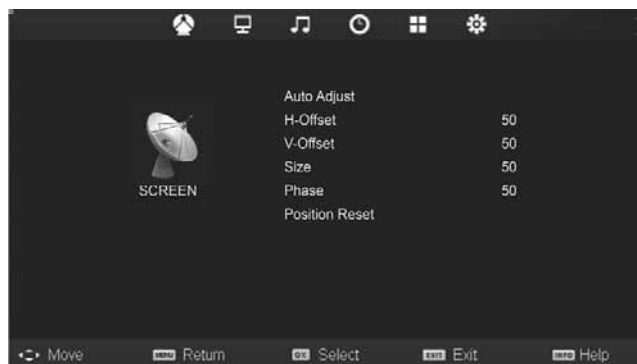 Auto Adjust
H-Offset 50
V-Offset 50
Size 50
Phase 50
Position Reset
SCREEN
Move MENU Return OK Select EXIT Exit INFO Help